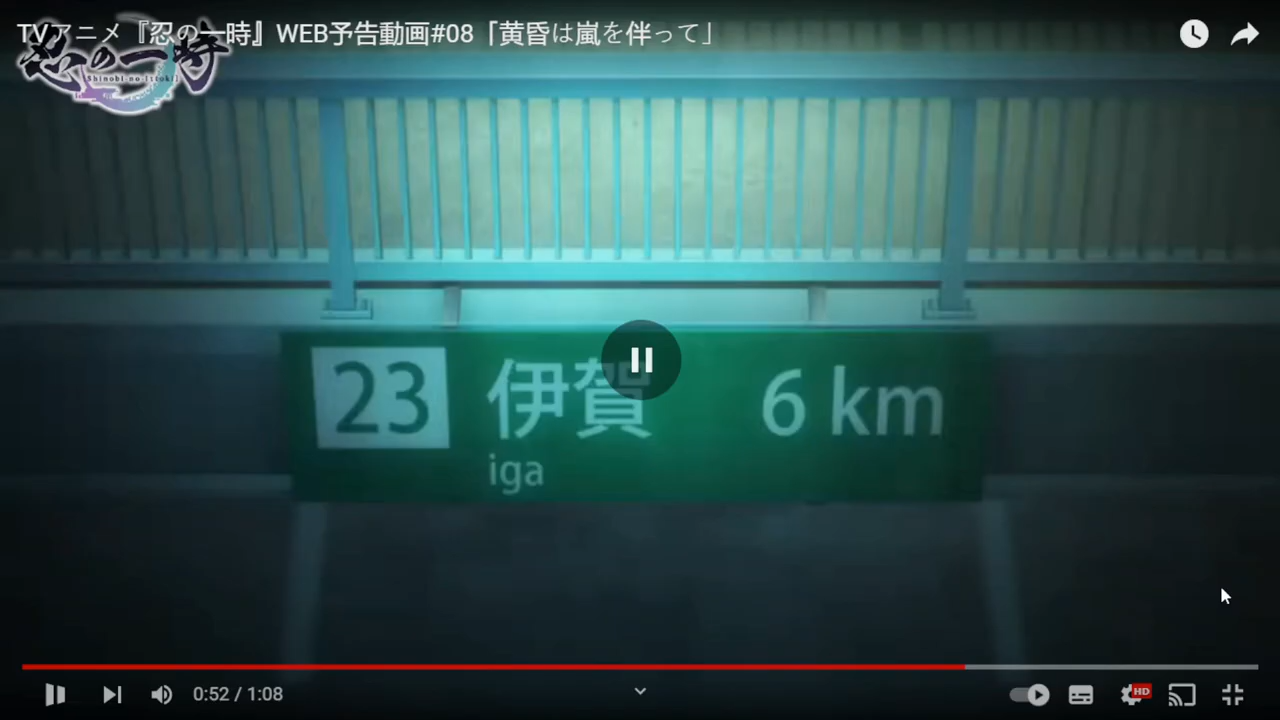 TVアニメ『忍の一時』WEB予告動画#08「黄昏は嵐を伴って」
忍の一時
Shinobi no Ittoki
23 伊賀 6 km
iga
0:52 / 1:08
HD